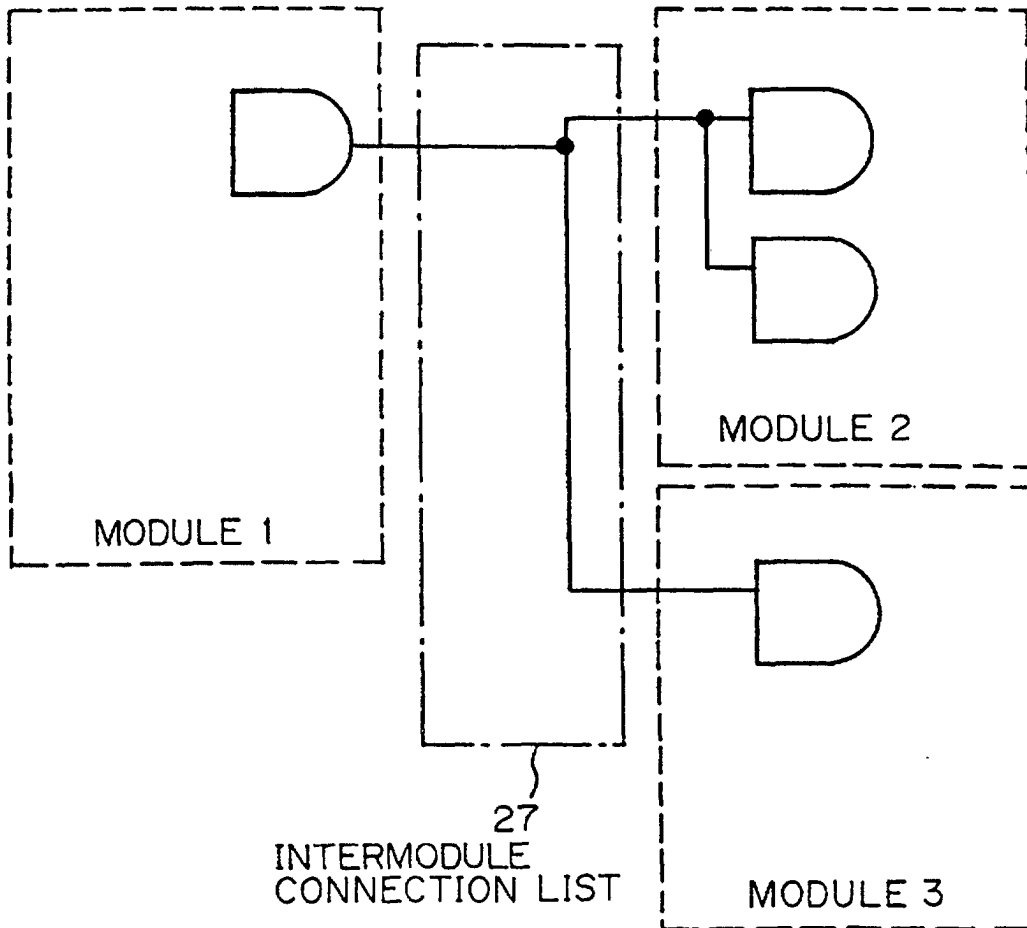 MODULE 2
MODULE 1
27
INTERMODULE
CONNECTION LIST
MODULE 3